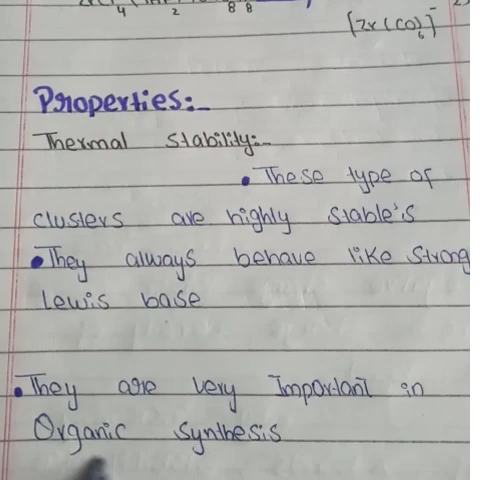 [Zr(CO)6]-
Properties:-
Thermal Stability:-
• These type of
clusters are highly stable's
• They always behave like strong
lewis base
• They are very Important in
Organic synthesis